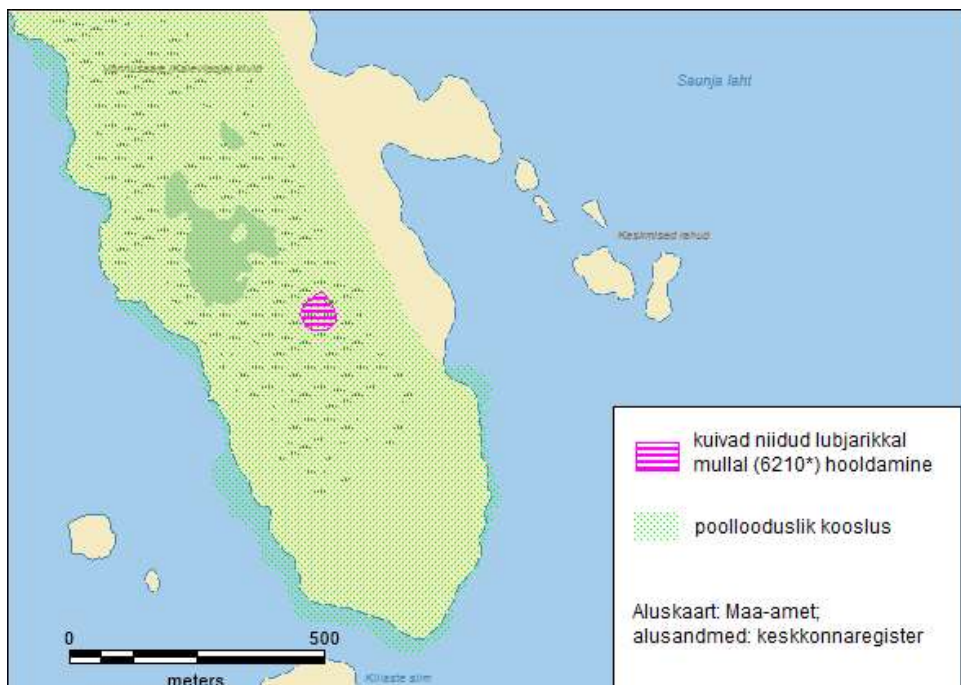 Saunja laht
Keskmised rahud
kuivad niidud lubjarikkal
mullal (6210*) hooldamine
poollooduslik kooslus
Aluskaart: Maa-amet;
alusandmed: keskkonnaregister
0
500
meters